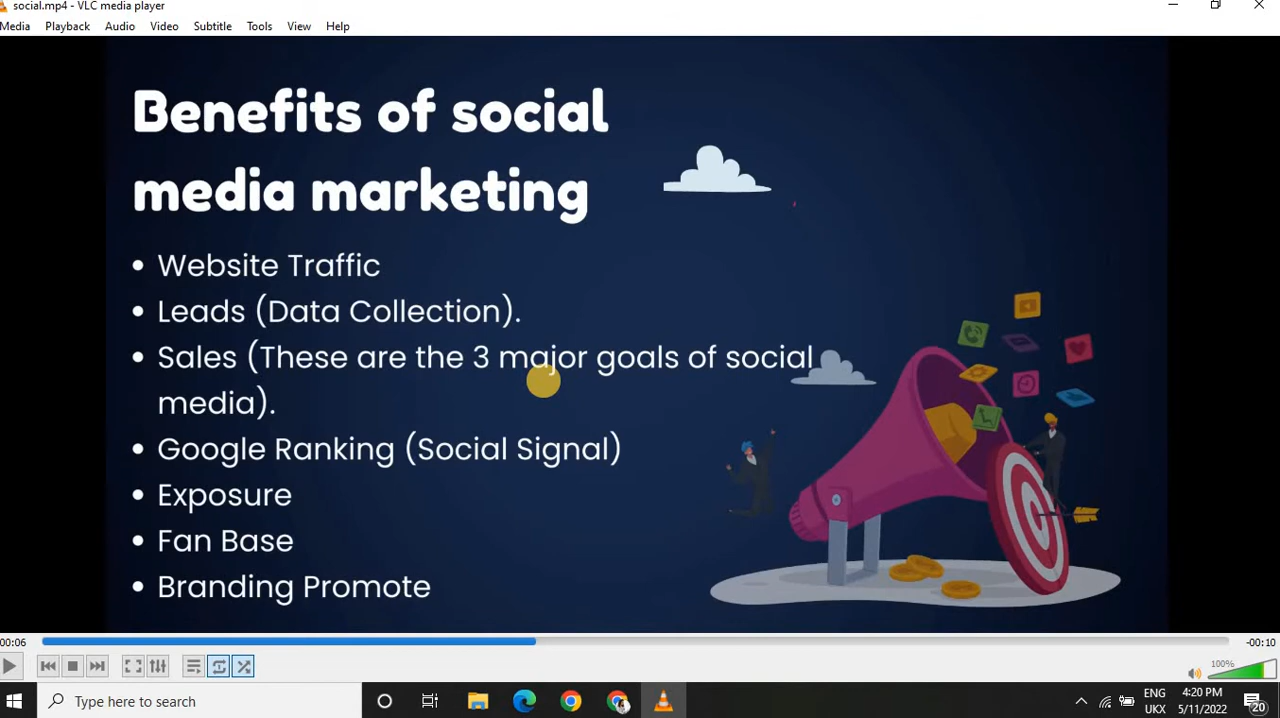 social.mp4 - VLC media player
Media Playback Audio Video Subtitle Tools View Help
Benefits of social
media marketing
• Website Traffic
• Leads (Data Collection).
• Sales (These are the 3 major goals of social
media).
• Google Ranking (Social Signal)
• Exposure
• Fan Base
• Branding Promote
00:06
-00:10
100%
Type here to search
ENG
UKX
4:20 PM
5/11/2022
20